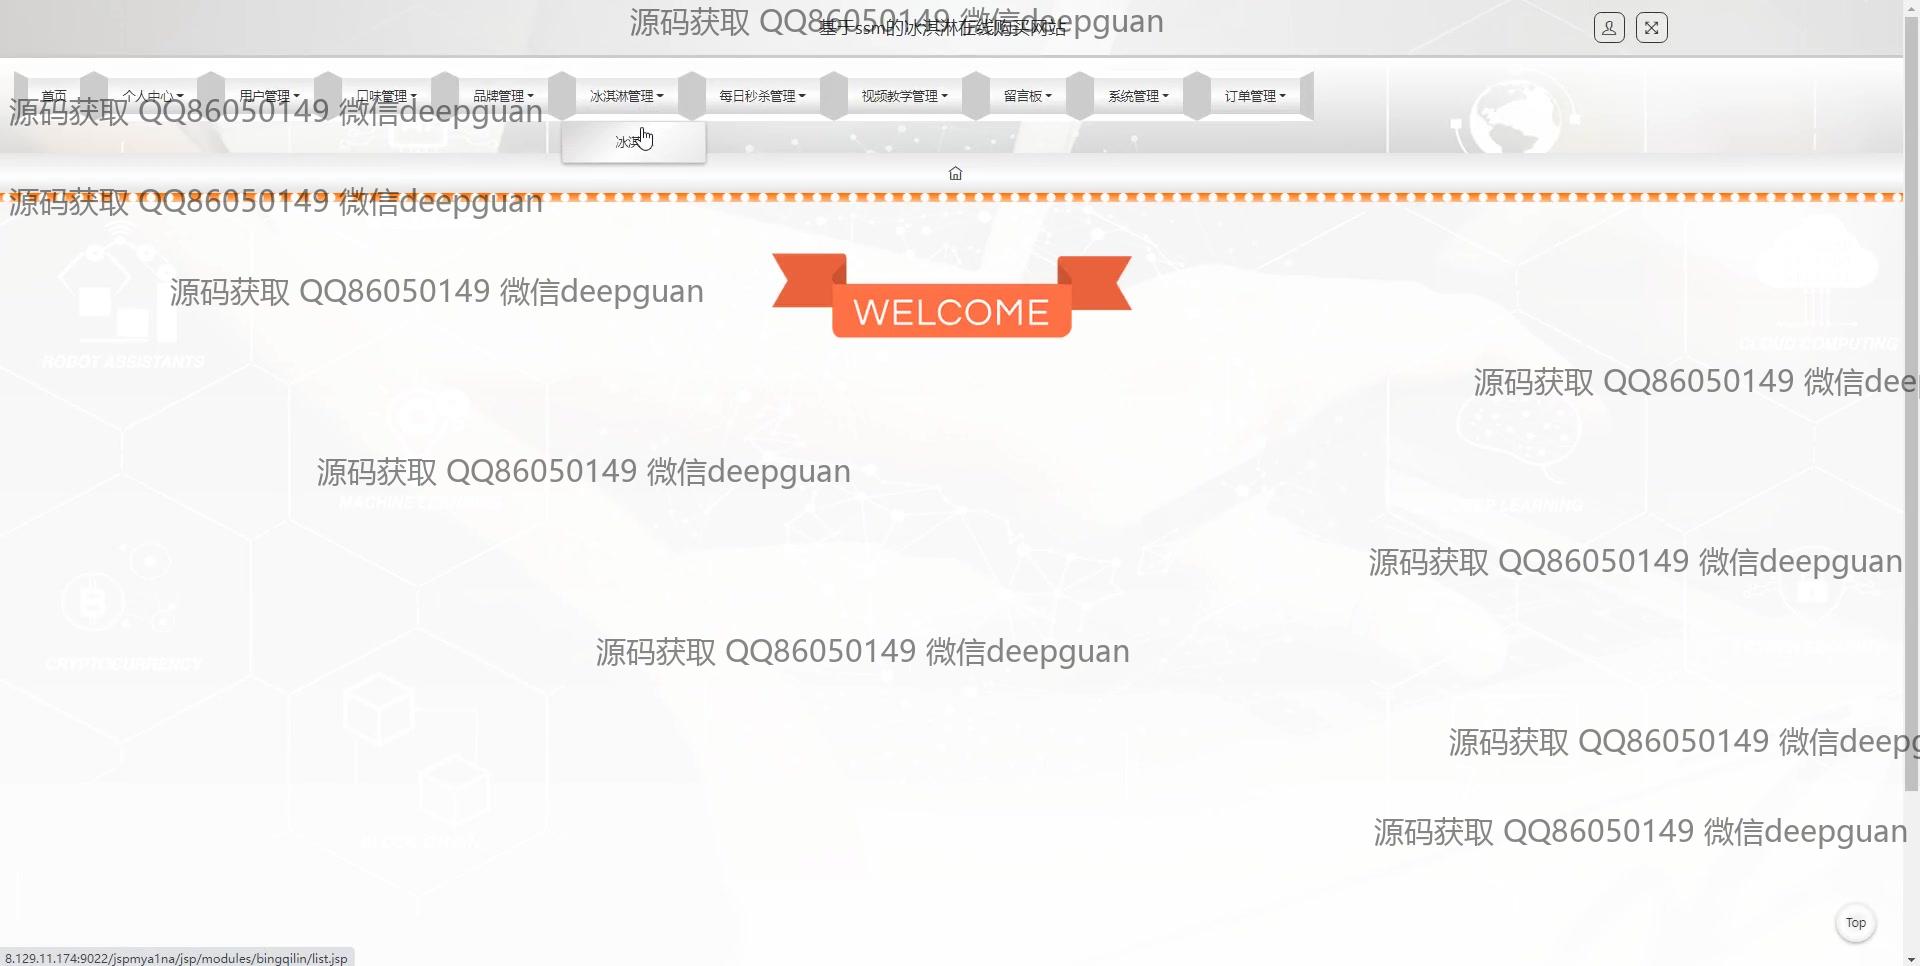 源码获取 QQ86050149 微信deepguan
基于ssm的冰淇淋在线购买网站
首页 个人中心 用户管理 口味管理 品牌管理 冰淇淋管理 每日秒杀管理 视频教学管理 留言板 系统管理 订单管理
源码获取 QQ86050149 微信deepguan
冰淇
源码获取 QQ86050149 微信deepguan
源码获取 QQ86050149 微信deepguan
WELCOME
ROBOT ASSISTANTS
CLOUD COMPUTING
源码获取 QQ86050149 微信dee
源码获取 QQ86050149 微信deepguan
MACHINE LEARNING
DEEP LEARNING
源码获取 QQ86050149 微信deepguan
源码获取 QQ86050149 微信deepguan
CRYPTOCURRENCY
源码获取 QQ86050149 微信deepg
源码获取 QQ86050149 微信deepguan
BLOCK CHAIN
Top
8.129.11.174:9022/jspmya1na/jsp/modules/bingqilin/list.jsp